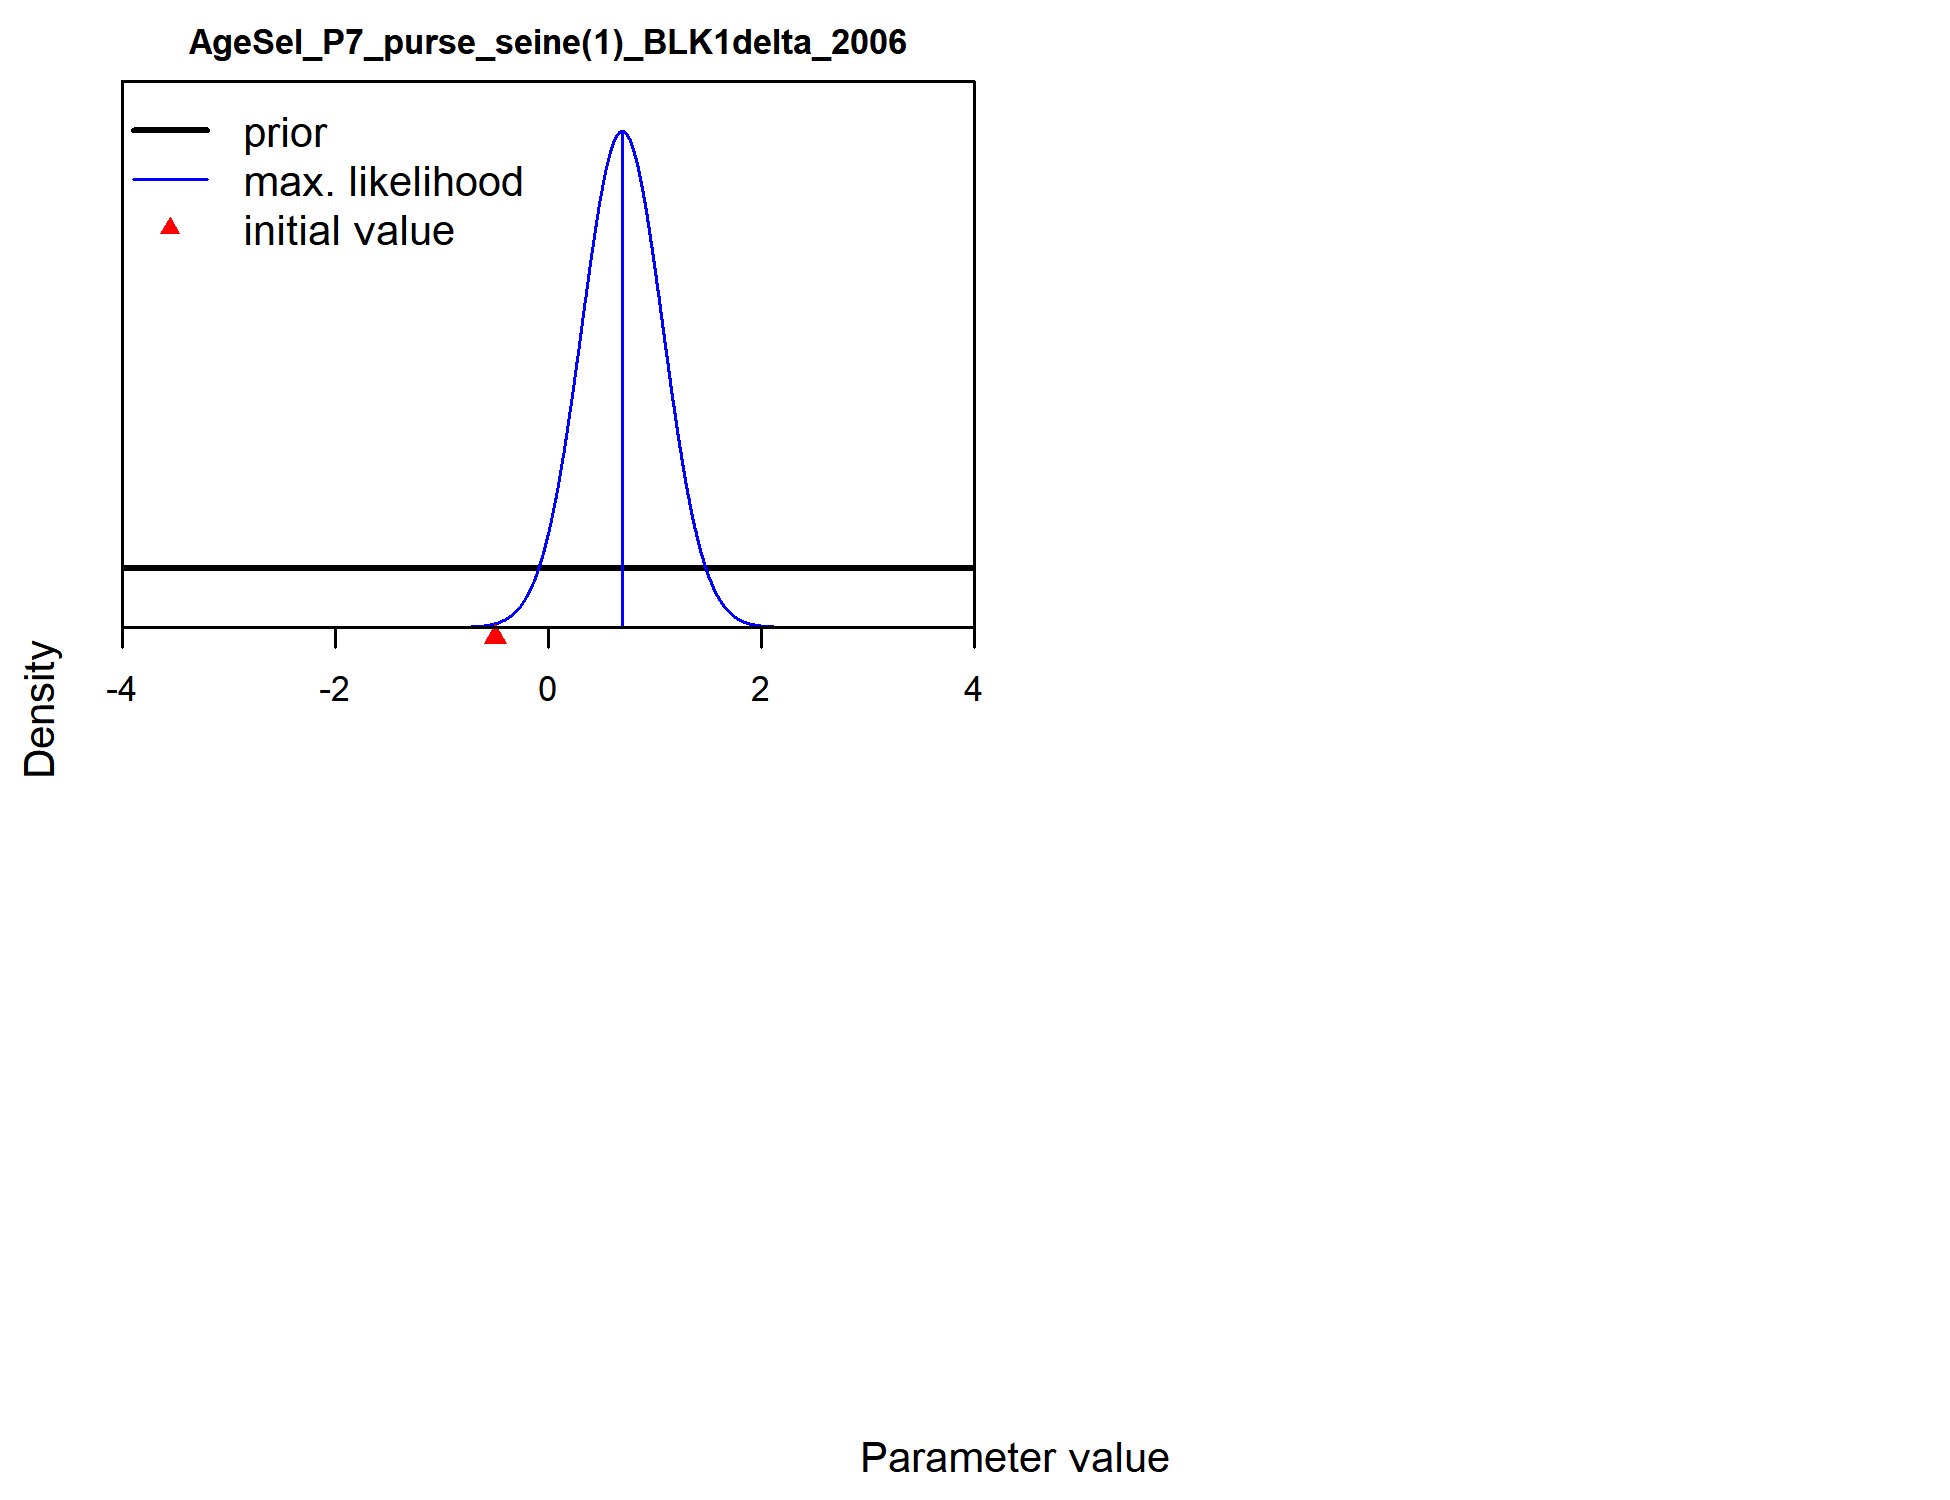 AgeSel_P7_purse_seine(1)_BLK1delta_2006
prior
max. likelihood
initial value
-4 -2 0 2 4
Density
Parameter value